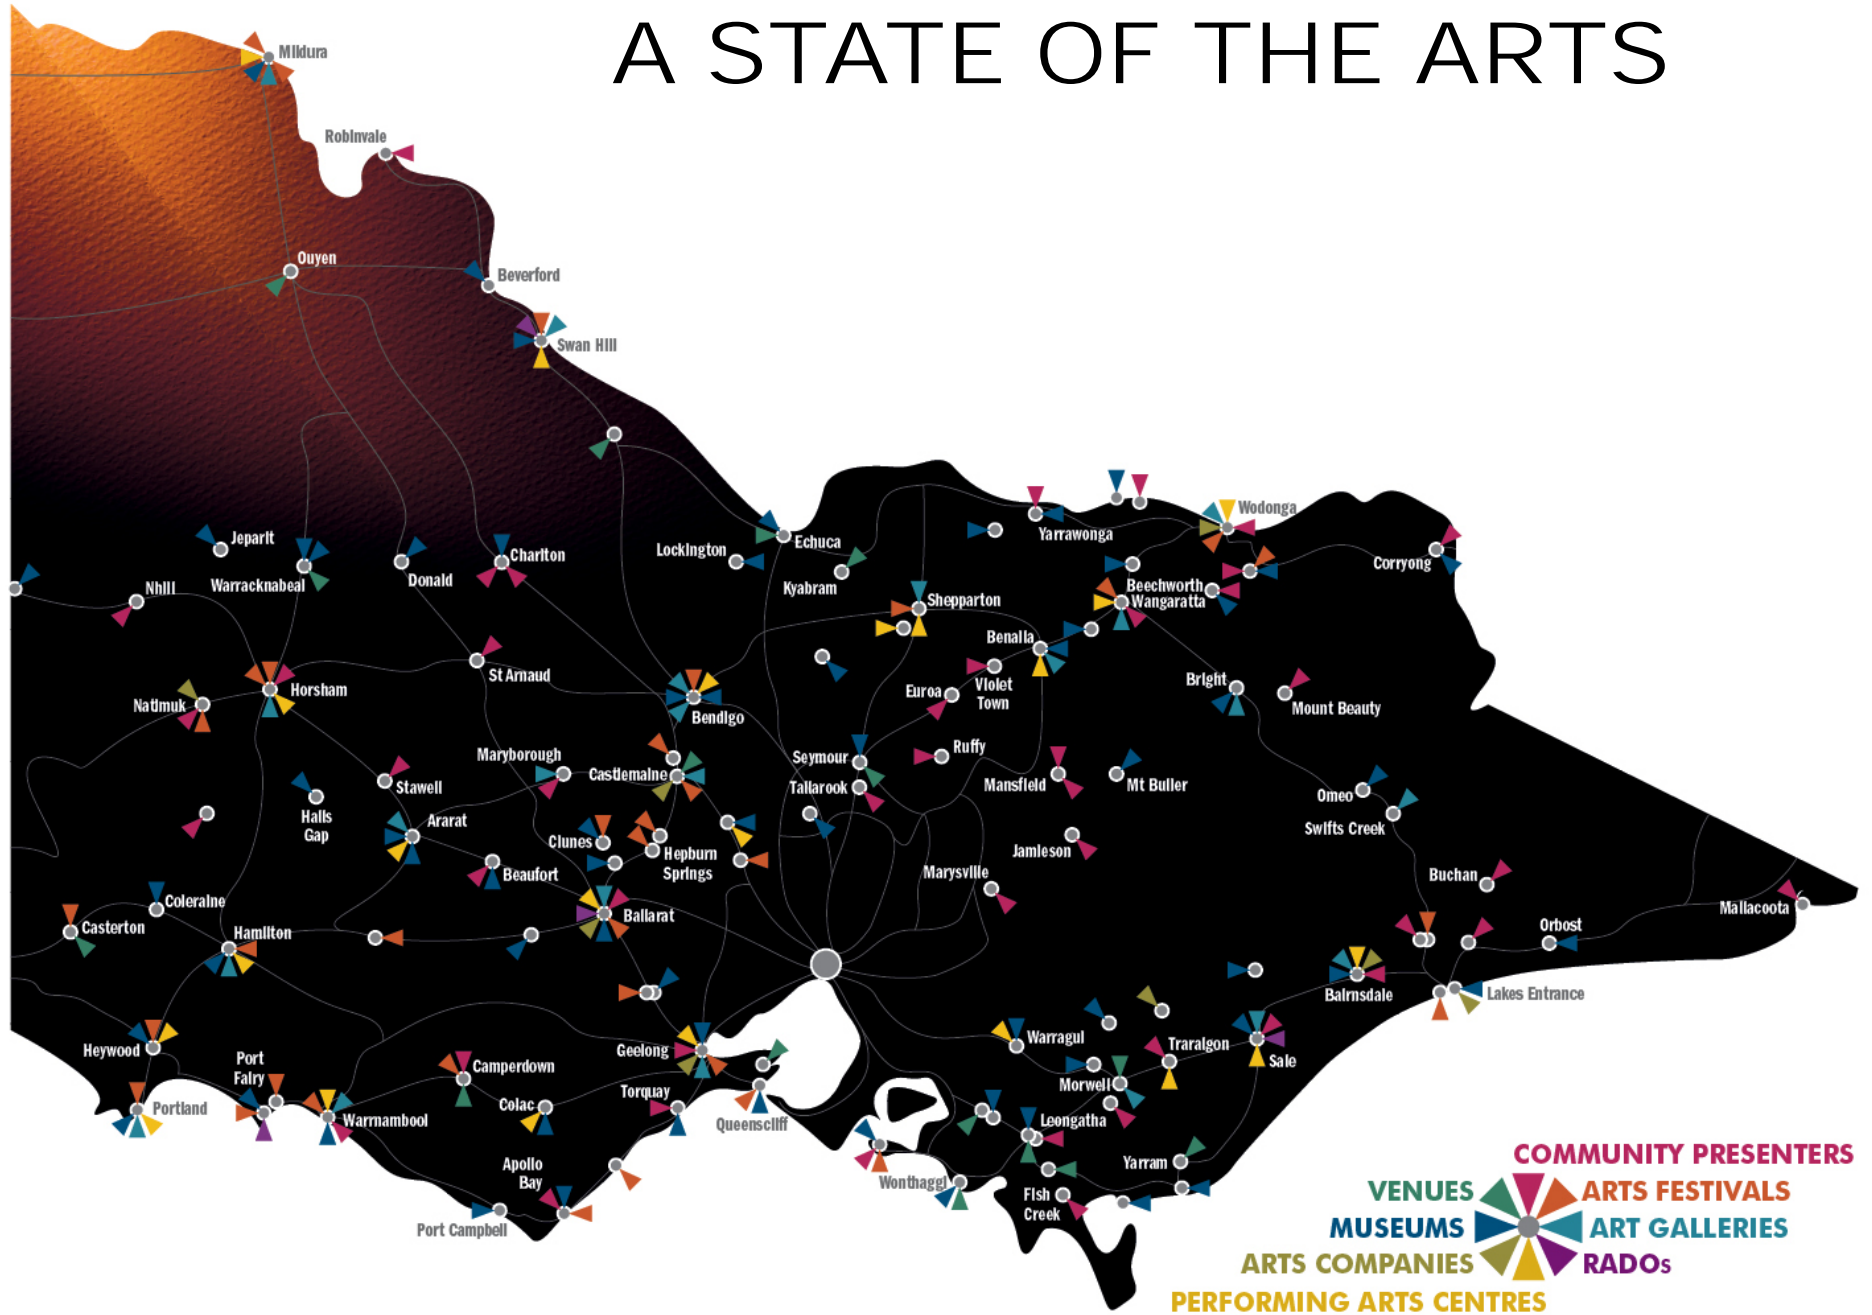 A STATE OF THE ARTS
Mildura
Robinvale
Ouyen
Beverford
Swan Hill
Jeparit
Warracknabeal
Donald
Charlton
Lockington
Echuca
Kyabram
Yarrawonga
Wodonga
Corryong
Nhill
Shepparton
Beechworth
Wangaratta
Benalla
St Arnaud
Horsham
Natimuk
Bendigo
Euroa
Violet
Town
Bright
Mount Beauty
Maryborough
Castlemaine
Seymour
Tallarook
Ruffy
Mansfield
Mt Buller
Stawell
Halls
Gap
Ararat
Omeo
Swifts Creek
Clunes
Hepburn
Springs
Jamieson
Marysville
Beaufort
Buchan
Coleraine
Casterton
Hamilton
Ballarat
Mallacoota
Orbost
Bairnsdale
Lakes Entrance
Heywood
Geelong
Warragul
Traralgon
Sale
Port
Fairy
Camperdown
Morwell
Portland
Warrnambool
Colac
Torquay
Queenscliff
Leongatha
Apollo
Bay
Wonthaggi
Yarram
Fish
Creek
Port Campbell
COMMUNITY PRESENTERS
VENUES
ARTS FESTIVALS
MUSEUMS
ART GALLERIES
ARTS COMPANIES
RADOs
PERFORMING ARTS CENTRES